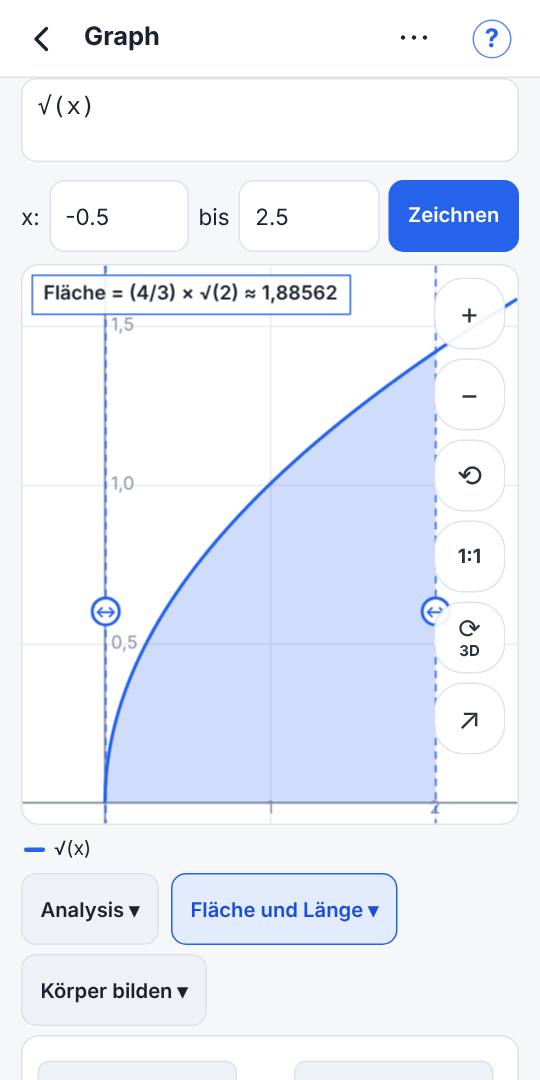 Graph
?
√(x)
x: -0.5 bis 2.5 Zeichnen
Fläche = (4/3) × √(2) ≈ 1,88562
1,5
1,0
0,5
1 2
+
−
1:1
3D
√(x)
Analysis ▾
Fläche und Länge ▾
Körper bilden ▾